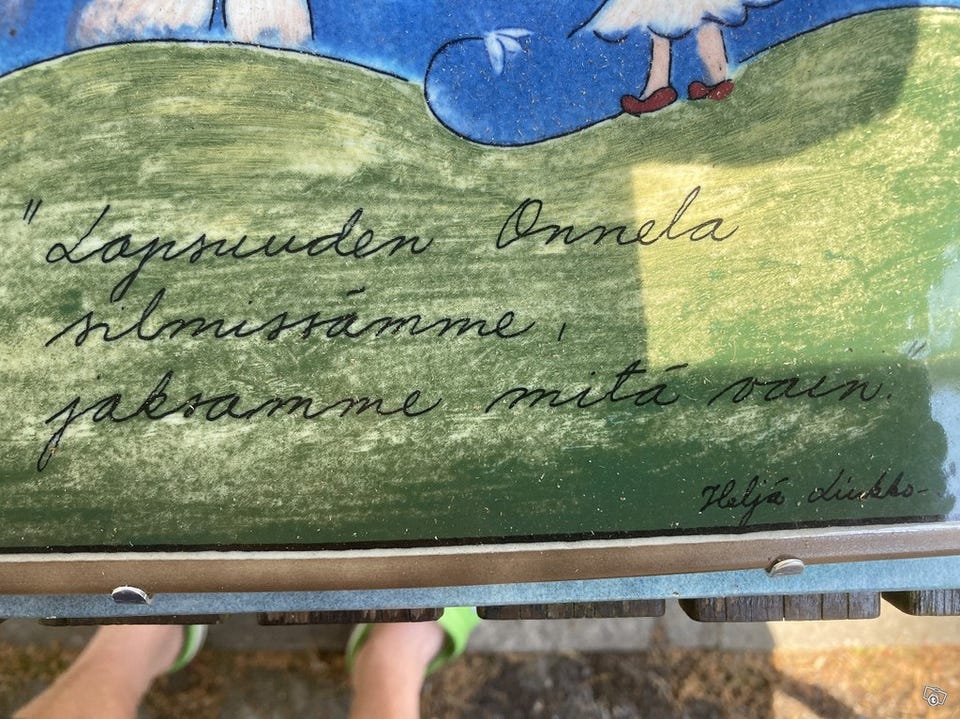 "Lapsuuden Onnela
silmissämme,
jaksamme mitä vain."
Heljä Liukko-